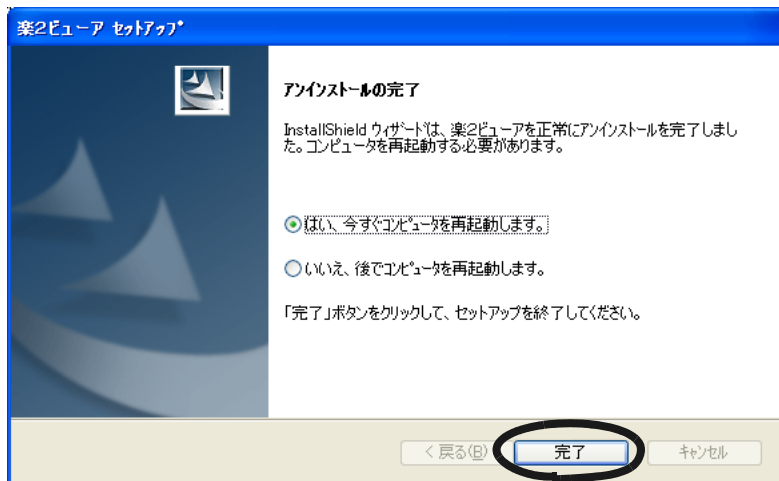 楽2ビューア セットアップ
アンインストールの完了
InstallShield ウィザードは、楽2ビューアを正常にアンインストールを完了しまし
た。コンピュータを再起動する必要があります。
はい、今すぐコンピュータを再起動します。
いいえ、後でコンピュータを再起動します。
「完了」ボタンをクリックして、セットアップを終了してください。
< 戻る(B)
完了
キャンセル